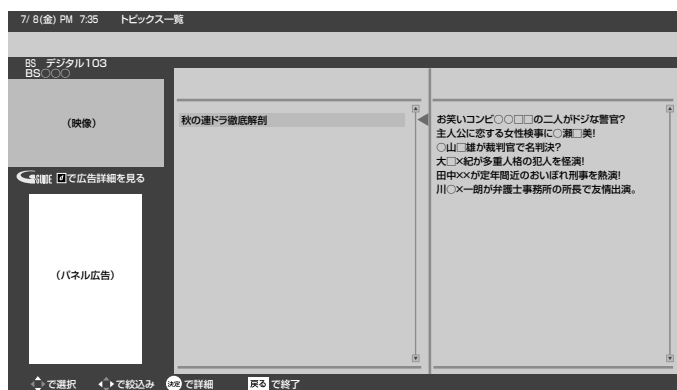 7/ 8(金) PM 7:35 トピックス一覧
BS デジタル103
BS○○○
(映像)
GGUIDE dで広告詳細を見る
(パネル広告)
秋の連ドラ徹底解剖
お笑いコンビ○○□□の二人がドジな警官?
主人公に恋する女性検事に○瀬□美!
○山□雄が裁判官で名判決?
大□×紀が多重人格の犯人を怪演!
田中××が定年間近のおいぼれ刑事を熱演!
川○×一朗が弁護士事務所の所長で友情出演。
で選択 で絞込み 決定 で詳細 戻る で終了